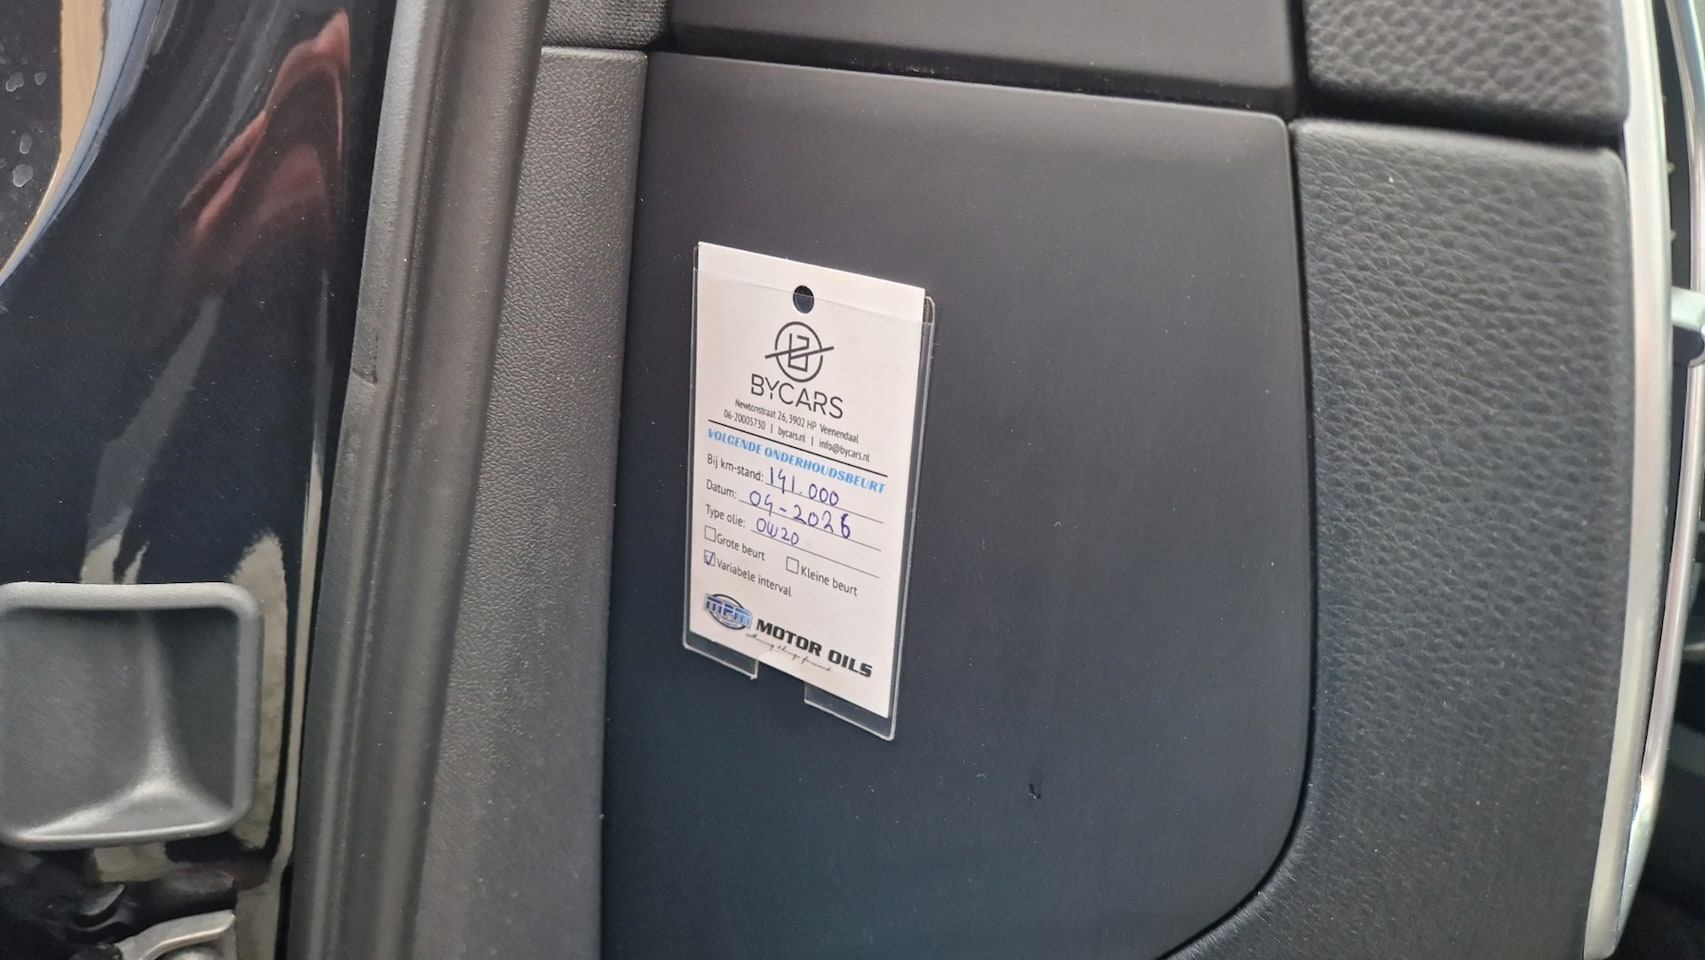 BYCARS
Newtonstraat 26, 3902 HP Veenendaal
06-20005730 | bycars.nl | info@bycars.nl
VOLGENDE ONDERHOUDSBEURT
Bij km-stand: 141.000
Datum: 04-2026
Type olie: 0W20
Grote beurt
Kleine beurt
Variabele interval
MPM MOTOR OILS